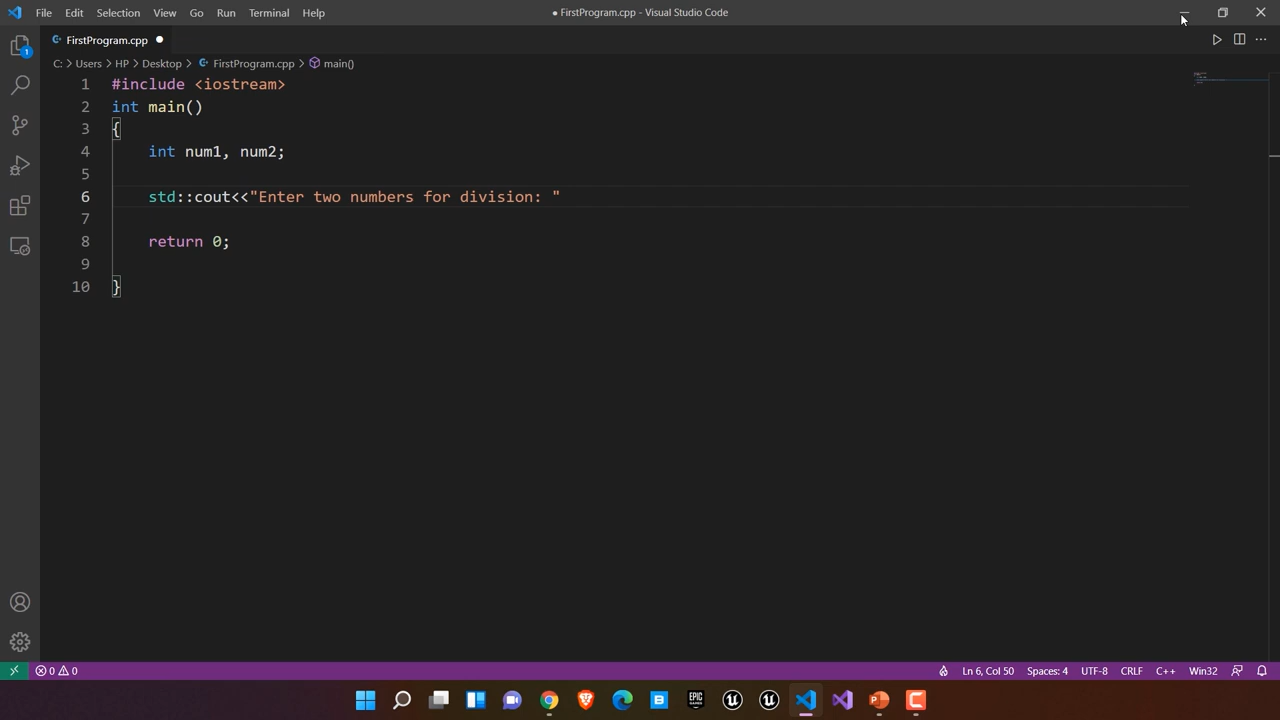 File Edit Selection View Go Run Terminal Help
● FirstProgram.cpp - Visual Studio Code
FirstProgram.cpp ●
C: > Users > HP > Desktop > FirstProgram.cpp > main()
1 #include <iostream>
2 int main()
3 {
4 int num1, num2;
5
6 std::cout<<"Enter two numbers for division: "
7
8 return 0;
9
10 }
1
0 0 Ln 6, Col 50 Spaces: 4 UTF-8 CRLF C++ Win32
EPIC GAMES